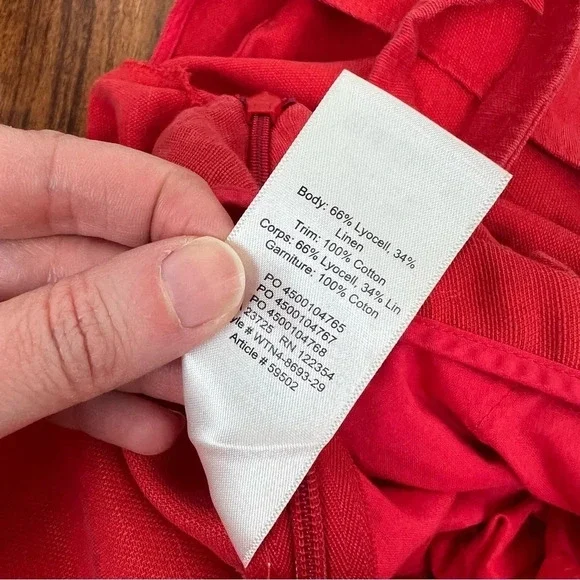 Body: 66% Lyocell, 34%
Linen
Trim: 100% Cotton
Corps: 66% Lyocell, 34% Lin
Garniture: 100% Coton
PO 4500104765
PO 4500104767
PO 4500104768
23725 RN 122354
yle # WTN4-8693-29
Article # 59502